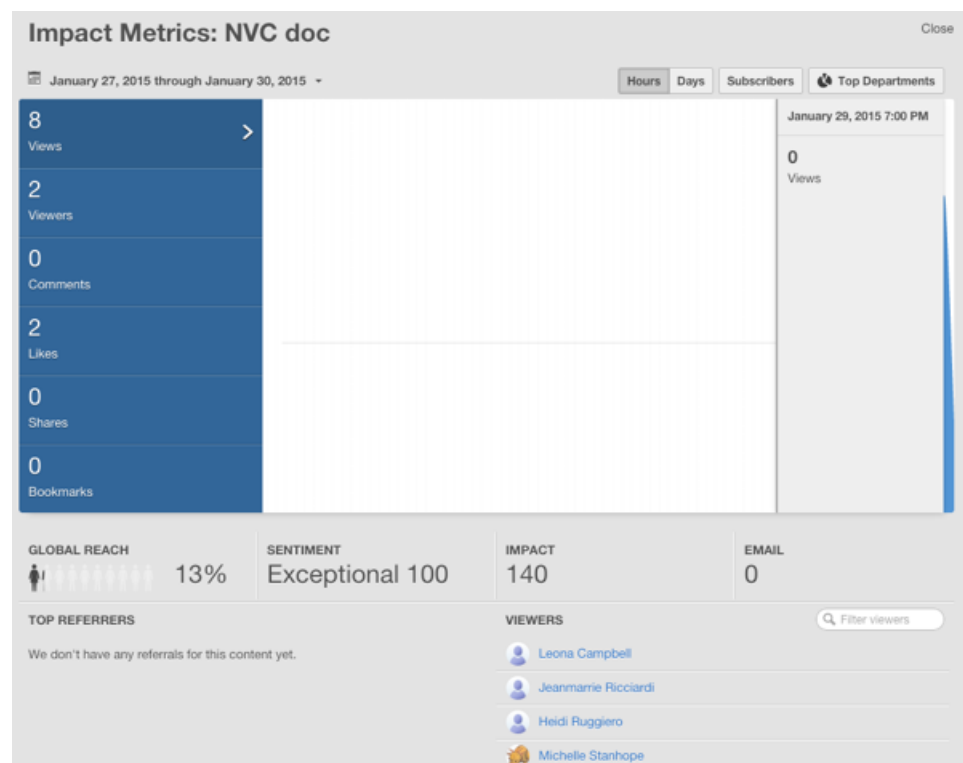 Impact Metrics: NVC doc
Close
January 27, 2015 through January 30, 2015
Hours Days Subscribers Top Departments
8
Views
2
Viewers
0
Comments
2
Likes
0
Shares
0
Bookmarks
January 29, 2015 7:00 PM
0
Views
GLOBAL REACH
13%
SENTIMENT
Exceptional 100
IMPACT
140
EMAIL
0
TOP REFERRERS
We don't have any referrals for this content yet.
VIEWERS
Filter viewers
Leona Campbell
Jeanmarrie Ricciardi
Heidi Ruggiero
Michelle Stanhope